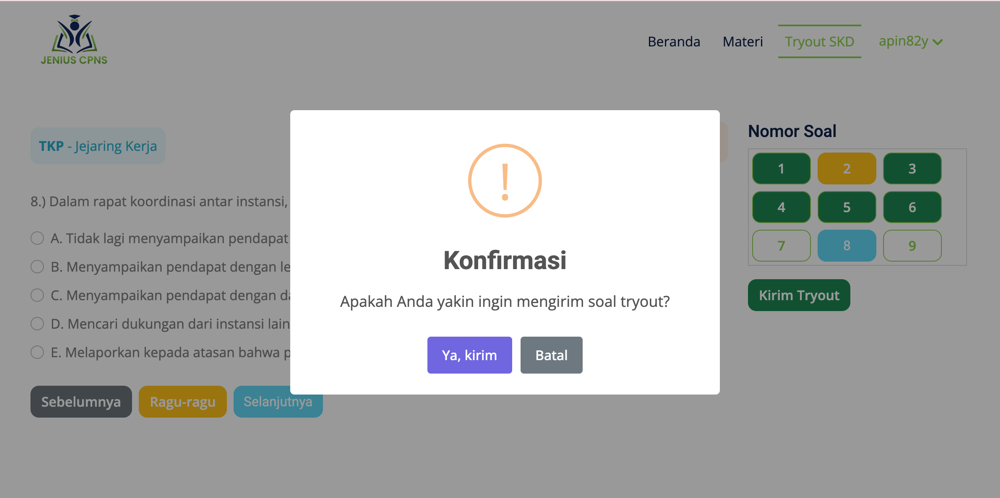 JENIUS CPNS
Beranda
Materi
Tryout SKD
apin82y
TKP - Jejaring Kerja
8.) Dalam rapat koordinasi antar instansi,
A. Tidak lagi menyampaikan pendapat
B. Menyampaikan pendapat dengan
C. Menyampaikan pendapat dengan
D. Mencari dukungan dari instansi lain
E. Melaporkan kepada atasan bahwa
Sebelumnya
Ragu-ragu
Selanjutnya
!
Konfirmasi
Apakah Anda yakin ingin mengirim soal tryout?
Ya, kirim
Batal
Nomor Soal
1 2 3
4 5 6
7 8 9
Kirim Tryout